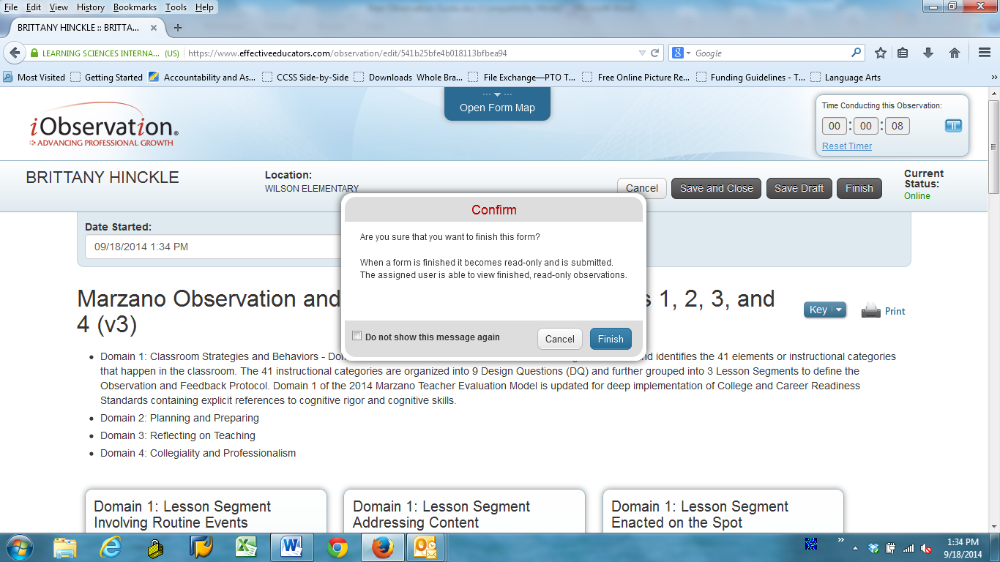 File Edit View History Bookmarks Tools Help
BRITTANY HINCKLE :: BRITTA...
LEARNING SCIENCES INTERNA... (US) https://www.effectiveeducators.com/observation/edit/541b25bfe4b018113bfbea94 Google
Most Visited Getting Started Accountability and As... CCSS Side-by-Side Downloads Whole Bra... File Exchange—PTO T... Free Online Picture Re... Funding Guidelines - T... Language Arts
iObservation®
ADVANCING PROFESSIONAL GROWTH
Open Form Map
Time Conducting this Observation:
00 : 00 : 08
Reset Timer
BRITTANY HINCKLE
Location:
WILSON ELEMENTARY
Cancel Save and Close Save Draft Finish
Current
Status:
Online
Date Started:
09/18/2014 1:34 PM
Confirm
Are you sure that you want to finish this form?
When a form is finished it becomes read-only and is submitted.
The assigned user is able to view finished, read-only observations.
Do not show this message again Cancel Finish
Marzano Observation and s 1, 2, 3, and
4 (v3)
Key Print
Domain 1: Classroom Strategies and Behaviors - Dom and identifies the 41 elements or instructional categories
that happen in the classroom. The 41 instructional categories are organized into 9 Design Questions (DQ) and further grouped into 3 Lesson Segments to define the
Observation and Feedback Protocol. Domain 1 of the 2014 Marzano Teacher Evaluation Model is updated for deep implementation of College and Career Readiness
Standards containing explicit references to cognitive rigor and cognitive skills.
Domain 2: Planning and Preparing
Domain 3: Reflecting on Teaching
Domain 4: Collegiality and Professionalism
Domain 1: Lesson Segment
Involving Routine Events
Domain 1: Lesson Segment
Addressing Content
Domain 1: Lesson Segment
Enacted on the Spot
1:34 PM
9/18/2014